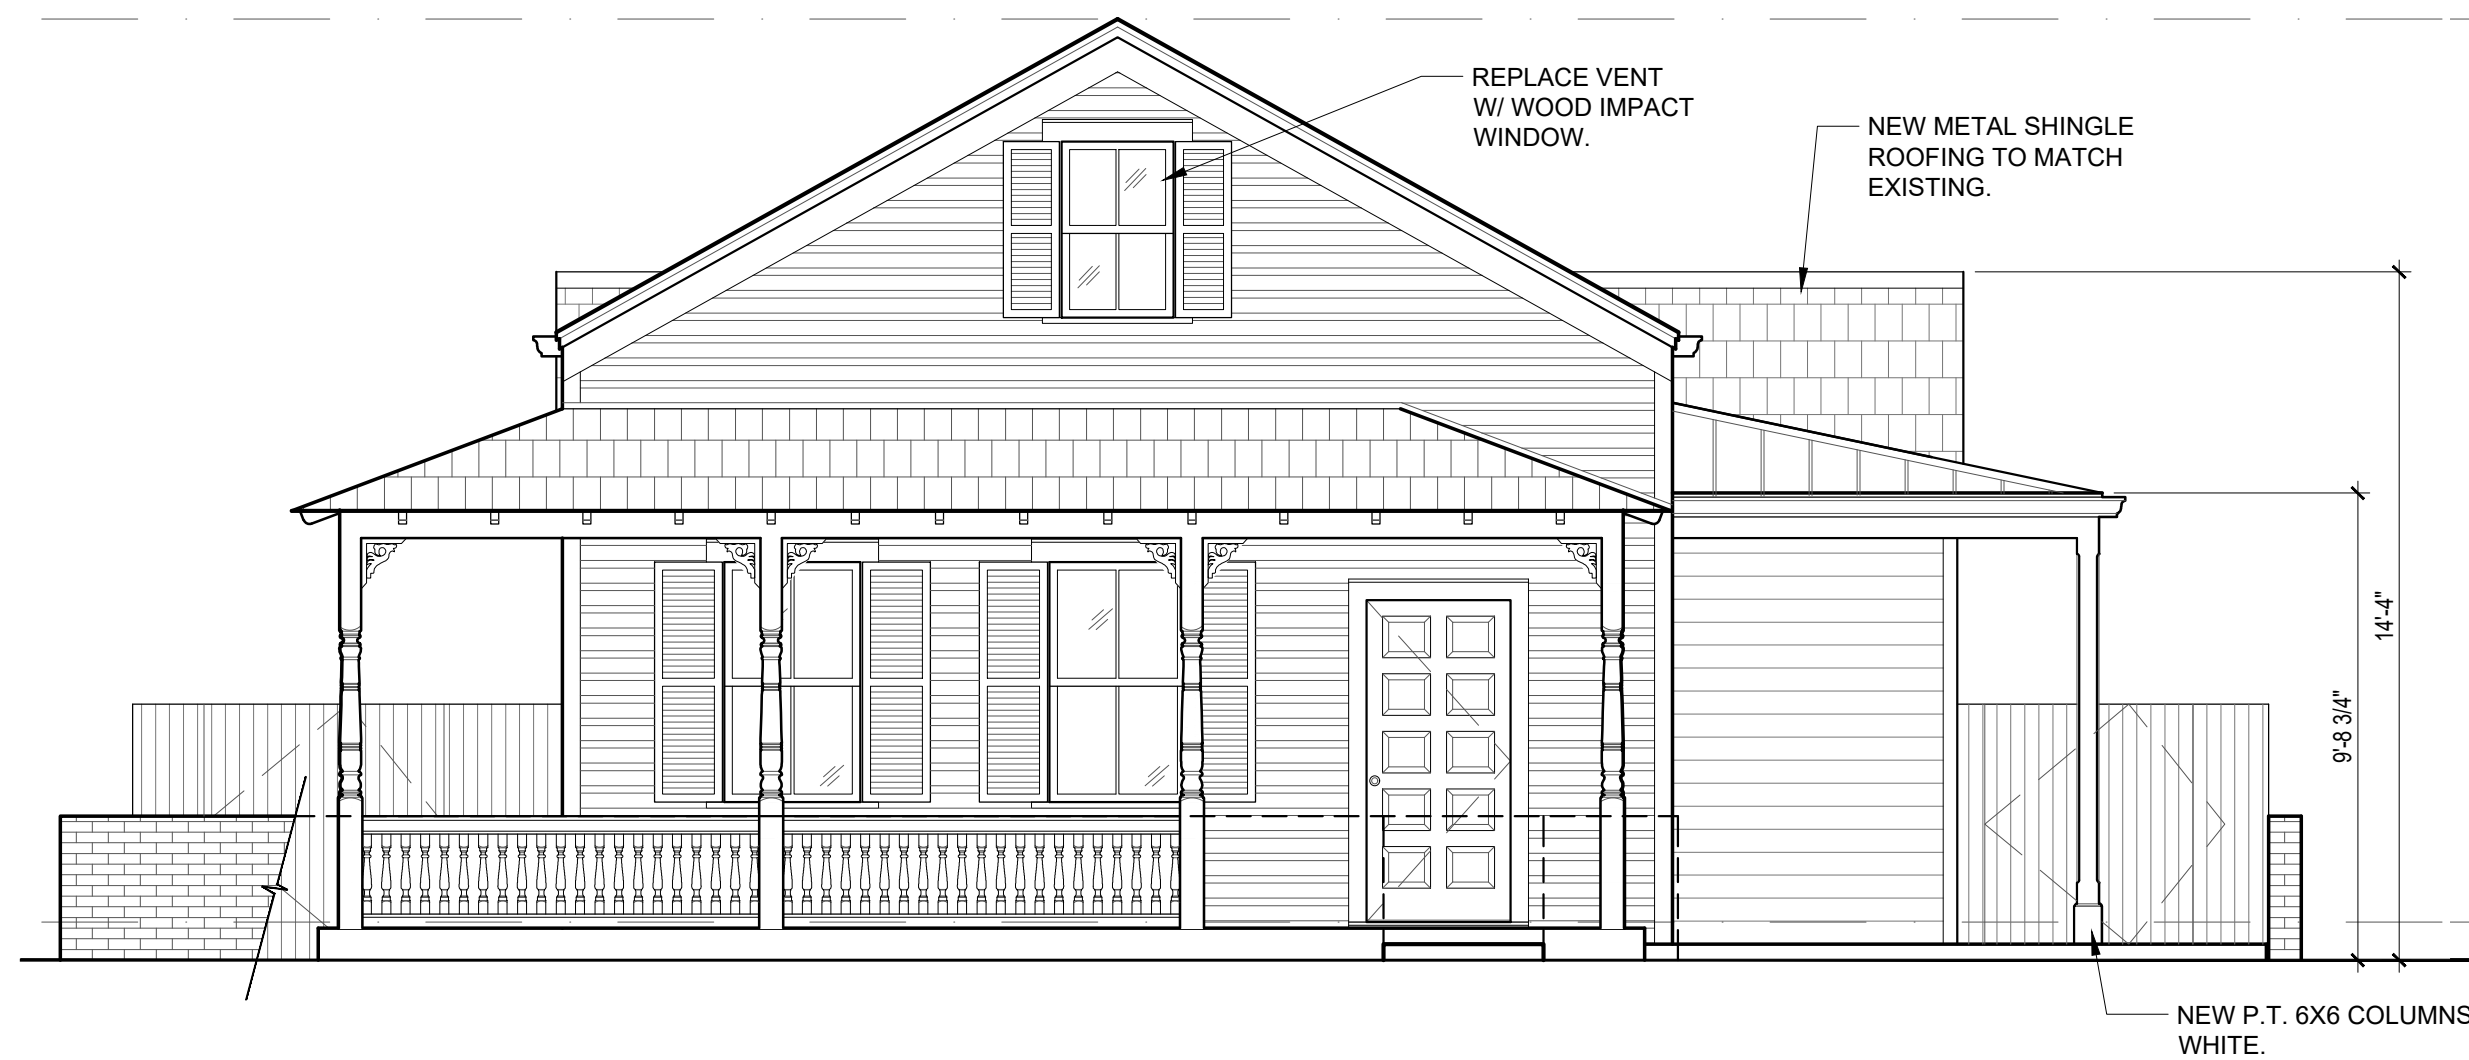 REPLACE VENT
W/ WOOD IMPACT
WINDOW.
NEW METAL SHINGLE
ROOFING TO MATCH
EXISTING.
14'-4"
9'-8 3/4"
NEW P.T. 6X6 COLUMNS
WHITE.